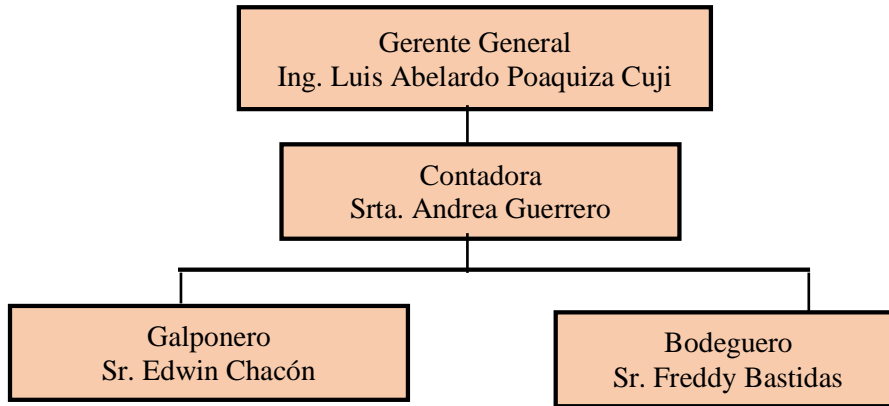 Gerente General
Ing. Luis Abelardo Poaquiza Cuji
Contadora
Srta. Andrea Guerrero
Galponero
Sr. Edwin Chacón
Bodeguero
Sr. Freddy Bastidas